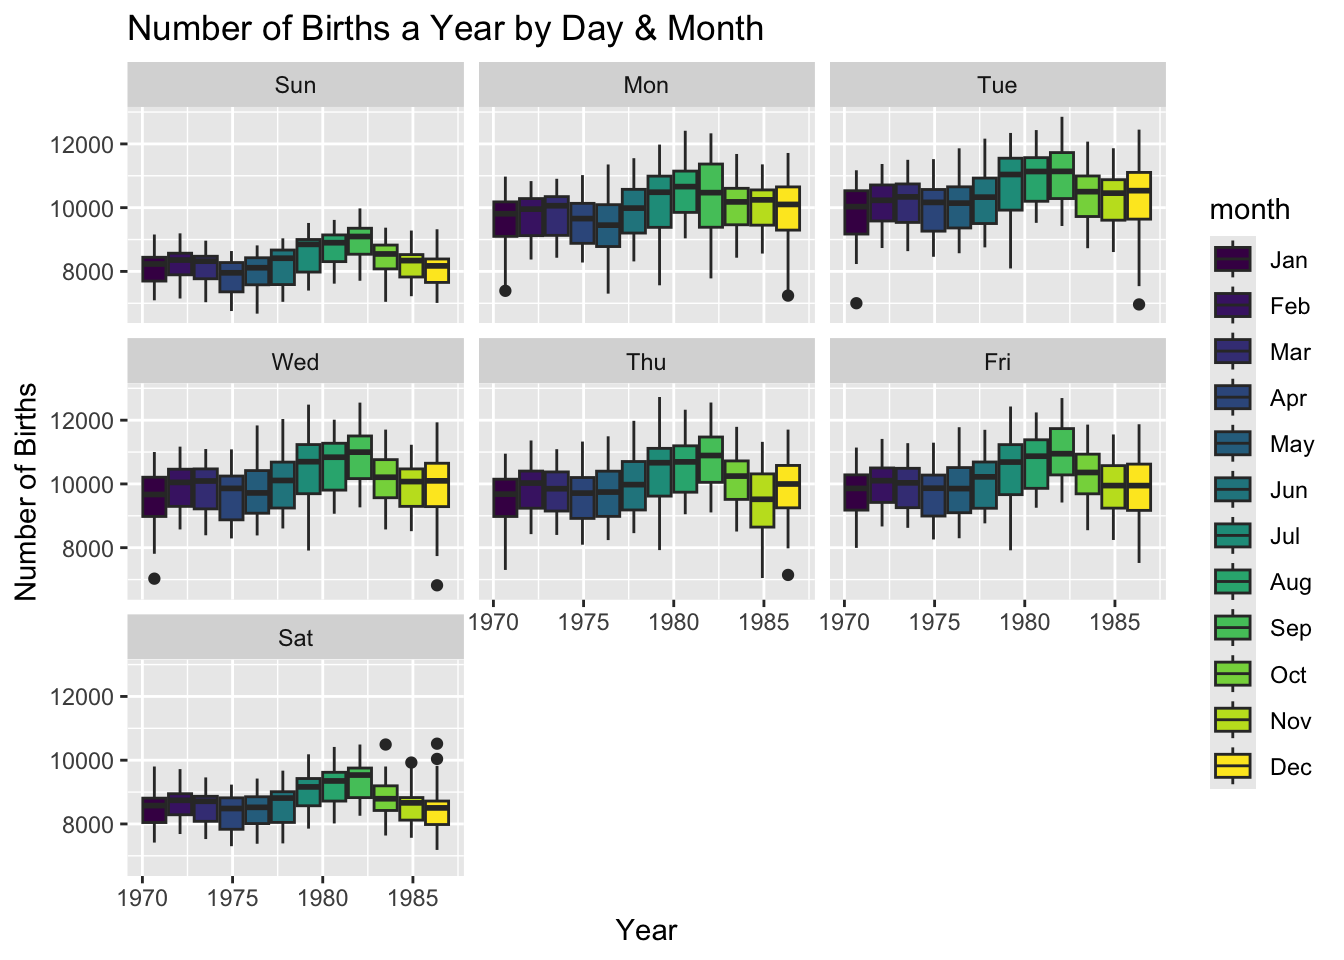 Number of Births a Year by Day & Month
Sun
Mon
Tue
12000
10000
8000
Wed
Thu
Fri
12000
10000
8000
1970 1975 1980 1985
1970 1975 1980 1985
Sat
12000
10000
8000
1970 1975 1980 1985
Number of Births
Year
month
Jan
Feb
Mar
Apr
May
Jun
Jul
Aug
Sep
Oct
Nov
Dec